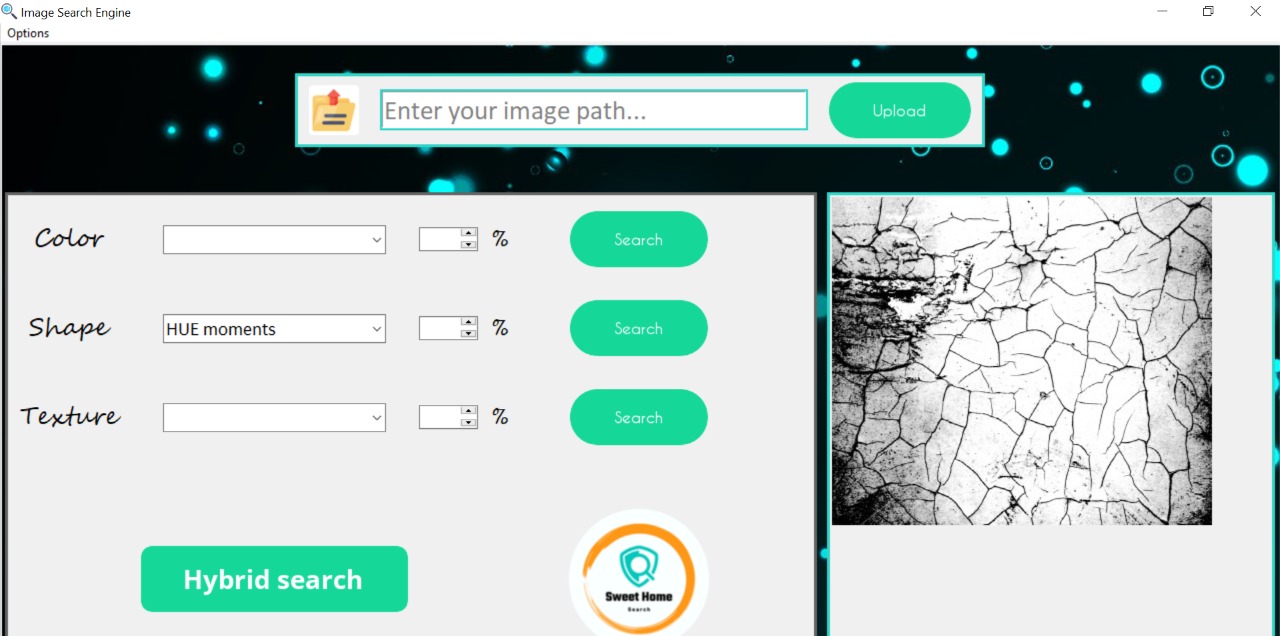 Image Search Engine
Options
Enter your image path...
Upload
Color
%
Search
Shape
HUE moments
%
Search
Texture
%
Search
Hybrid search
Sweet Home
Search